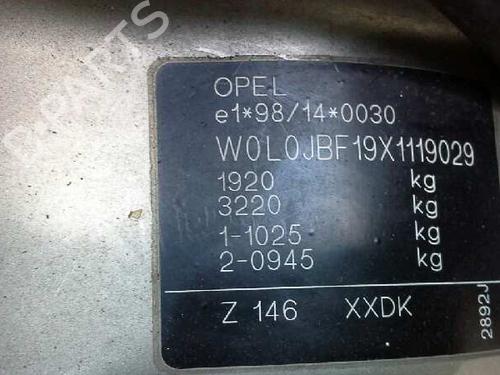 OPEL
e1*98/14*0030
W0L0JBF19X1119029
1920 kg
3220 kg
1-1025 kg
2-0945 kg
Z 146 XXDK
2892J
B-PARTS